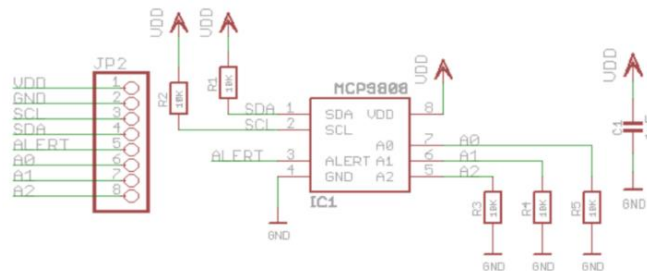 VDD
VDD
JP2
VDD 1
GND 2
SCL 3
SDA 4
ALERT 5
A0 6
A1 7
A2 8
R2 10K
R1 10K
MCP9808
VDD
SDA 1 SDA VDD 8
SCL 2 SCL
A0 7 A0
ALERT 3 ALERT A1 6 A1
4 GND A2 5 A2
IC1
GND
R3 10K
R4 10K
R5 10K
GND
GND
GND
VDD
C1
GND